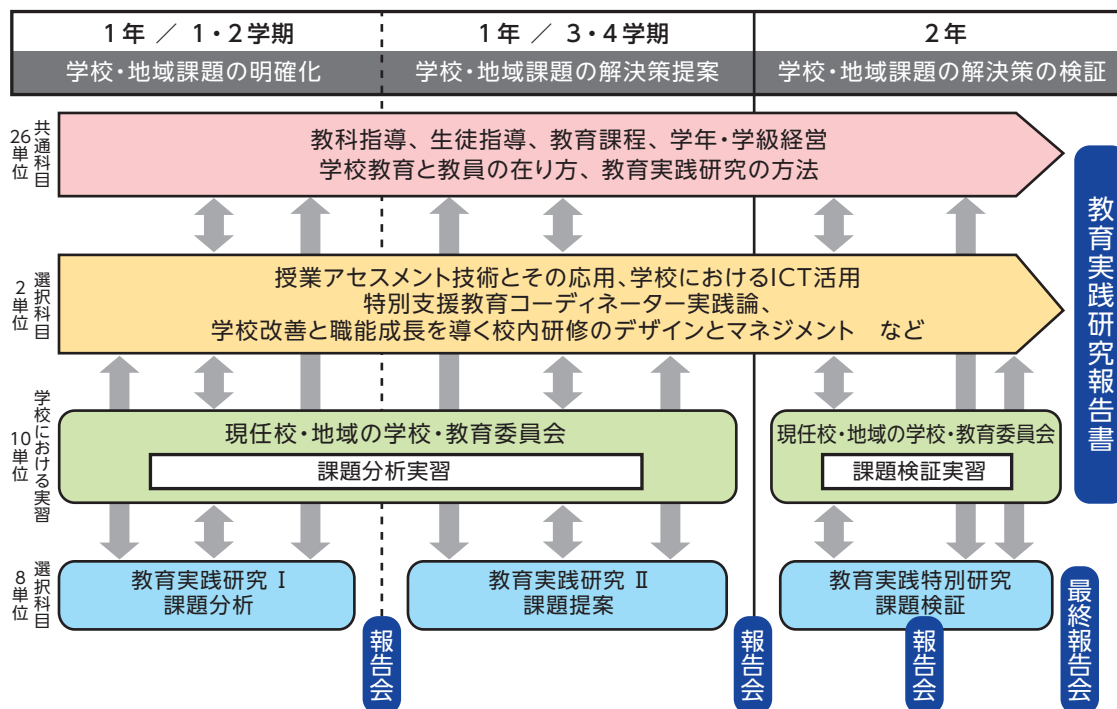 1年 ／ 1・2学期
1年 ／ 3・4学期
2年
学校・地域課題の明確化
学校・地域課題の解決策提案
学校・地域課題の解決策の検証
共通科目
26単位
教科指導、生徒指導、教育課程、学年・学級経営
学校教育と教員の在り方、教育実践研究の方法
選択科目
2単位
授業アセスメント技術とその応用、学校におけるICT活用
特別支援教育コーディネーター実践論、
学校改善と職能成長を導く校内研修のデザインとマネジメント　など
学校における実習
10単位
現任校・地域の学校・教育委員会
課題分析実習
現任校・地域の学校・教育委員会
課題検証実習
選択科目
8単位
教育実践研究 Ⅰ
課題分析
教育実践研究 Ⅱ
課題提案
教育実践特別研究
課題検証
報告会
報告会
報告会
教育実践研究報告書
最終報告会